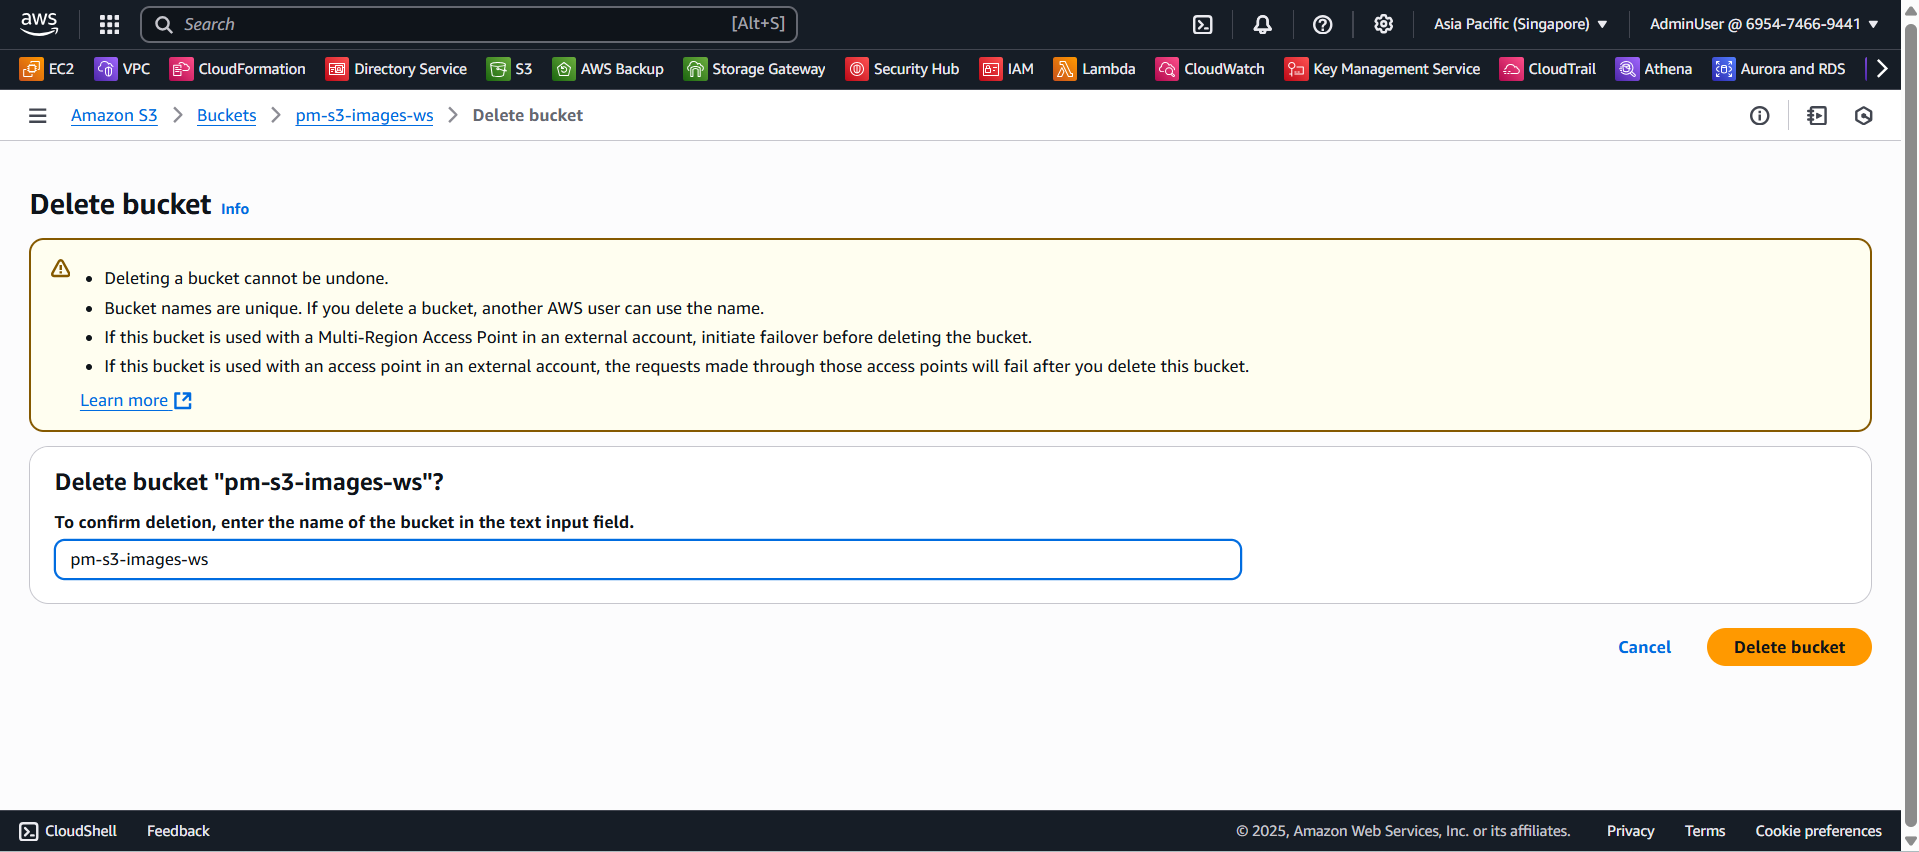 aws Search [Alt+S] Asia Pacific (Singapore) AdminUser @ 6954-7466-9441
EC2 VPC CloudFormation Directory Service S3 AWS Backup Storage Gateway Security Hub IAM Lambda CloudWatch Key Management Service CloudTrail Athena Aurora and RDS
Amazon S3 Buckets pm-s3-images-ws Delete bucket
Delete bucket Info
Deleting a bucket cannot be undone.
Bucket names are unique. If you delete a bucket, another AWS user can use the name.
If this bucket is used with a Multi-Region Access Point in an external account, initiate failover before deleting the bucket.
If this bucket is used with an access point in an external account, the requests made through those access points will fail after you delete this bucket.
Learn more
Delete bucket "pm-s3-images-ws"?
To confirm deletion, enter the name of the bucket in the text input field.
pm-s3-images-ws
Cancel Delete bucket
CloudShell Feedback © 2025, Amazon Web Services, Inc. or its affiliates. Privacy Terms Cookie preferences